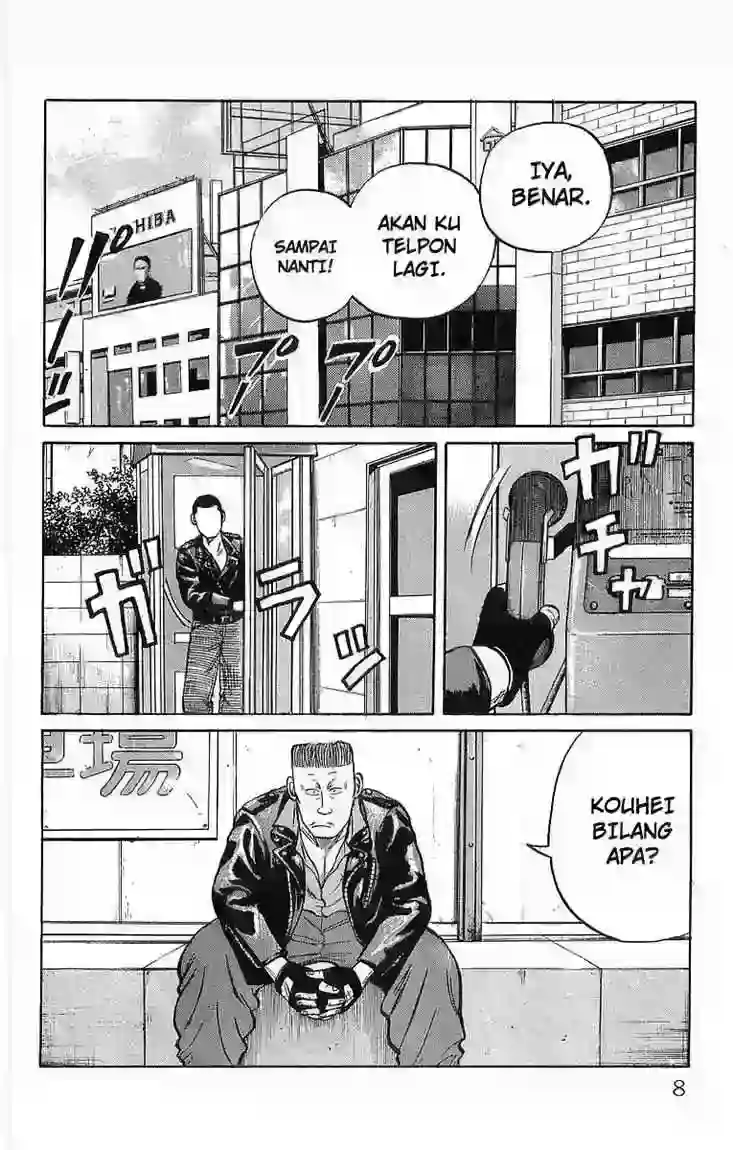 IYA,
BENAR.
AKAN KU
TELPON
LAGI.
SAMPAI
NANTI!
HIBA
プ
プ
ガチャ
ガラッ
場
KOUHEI
BILANG
APA?
8